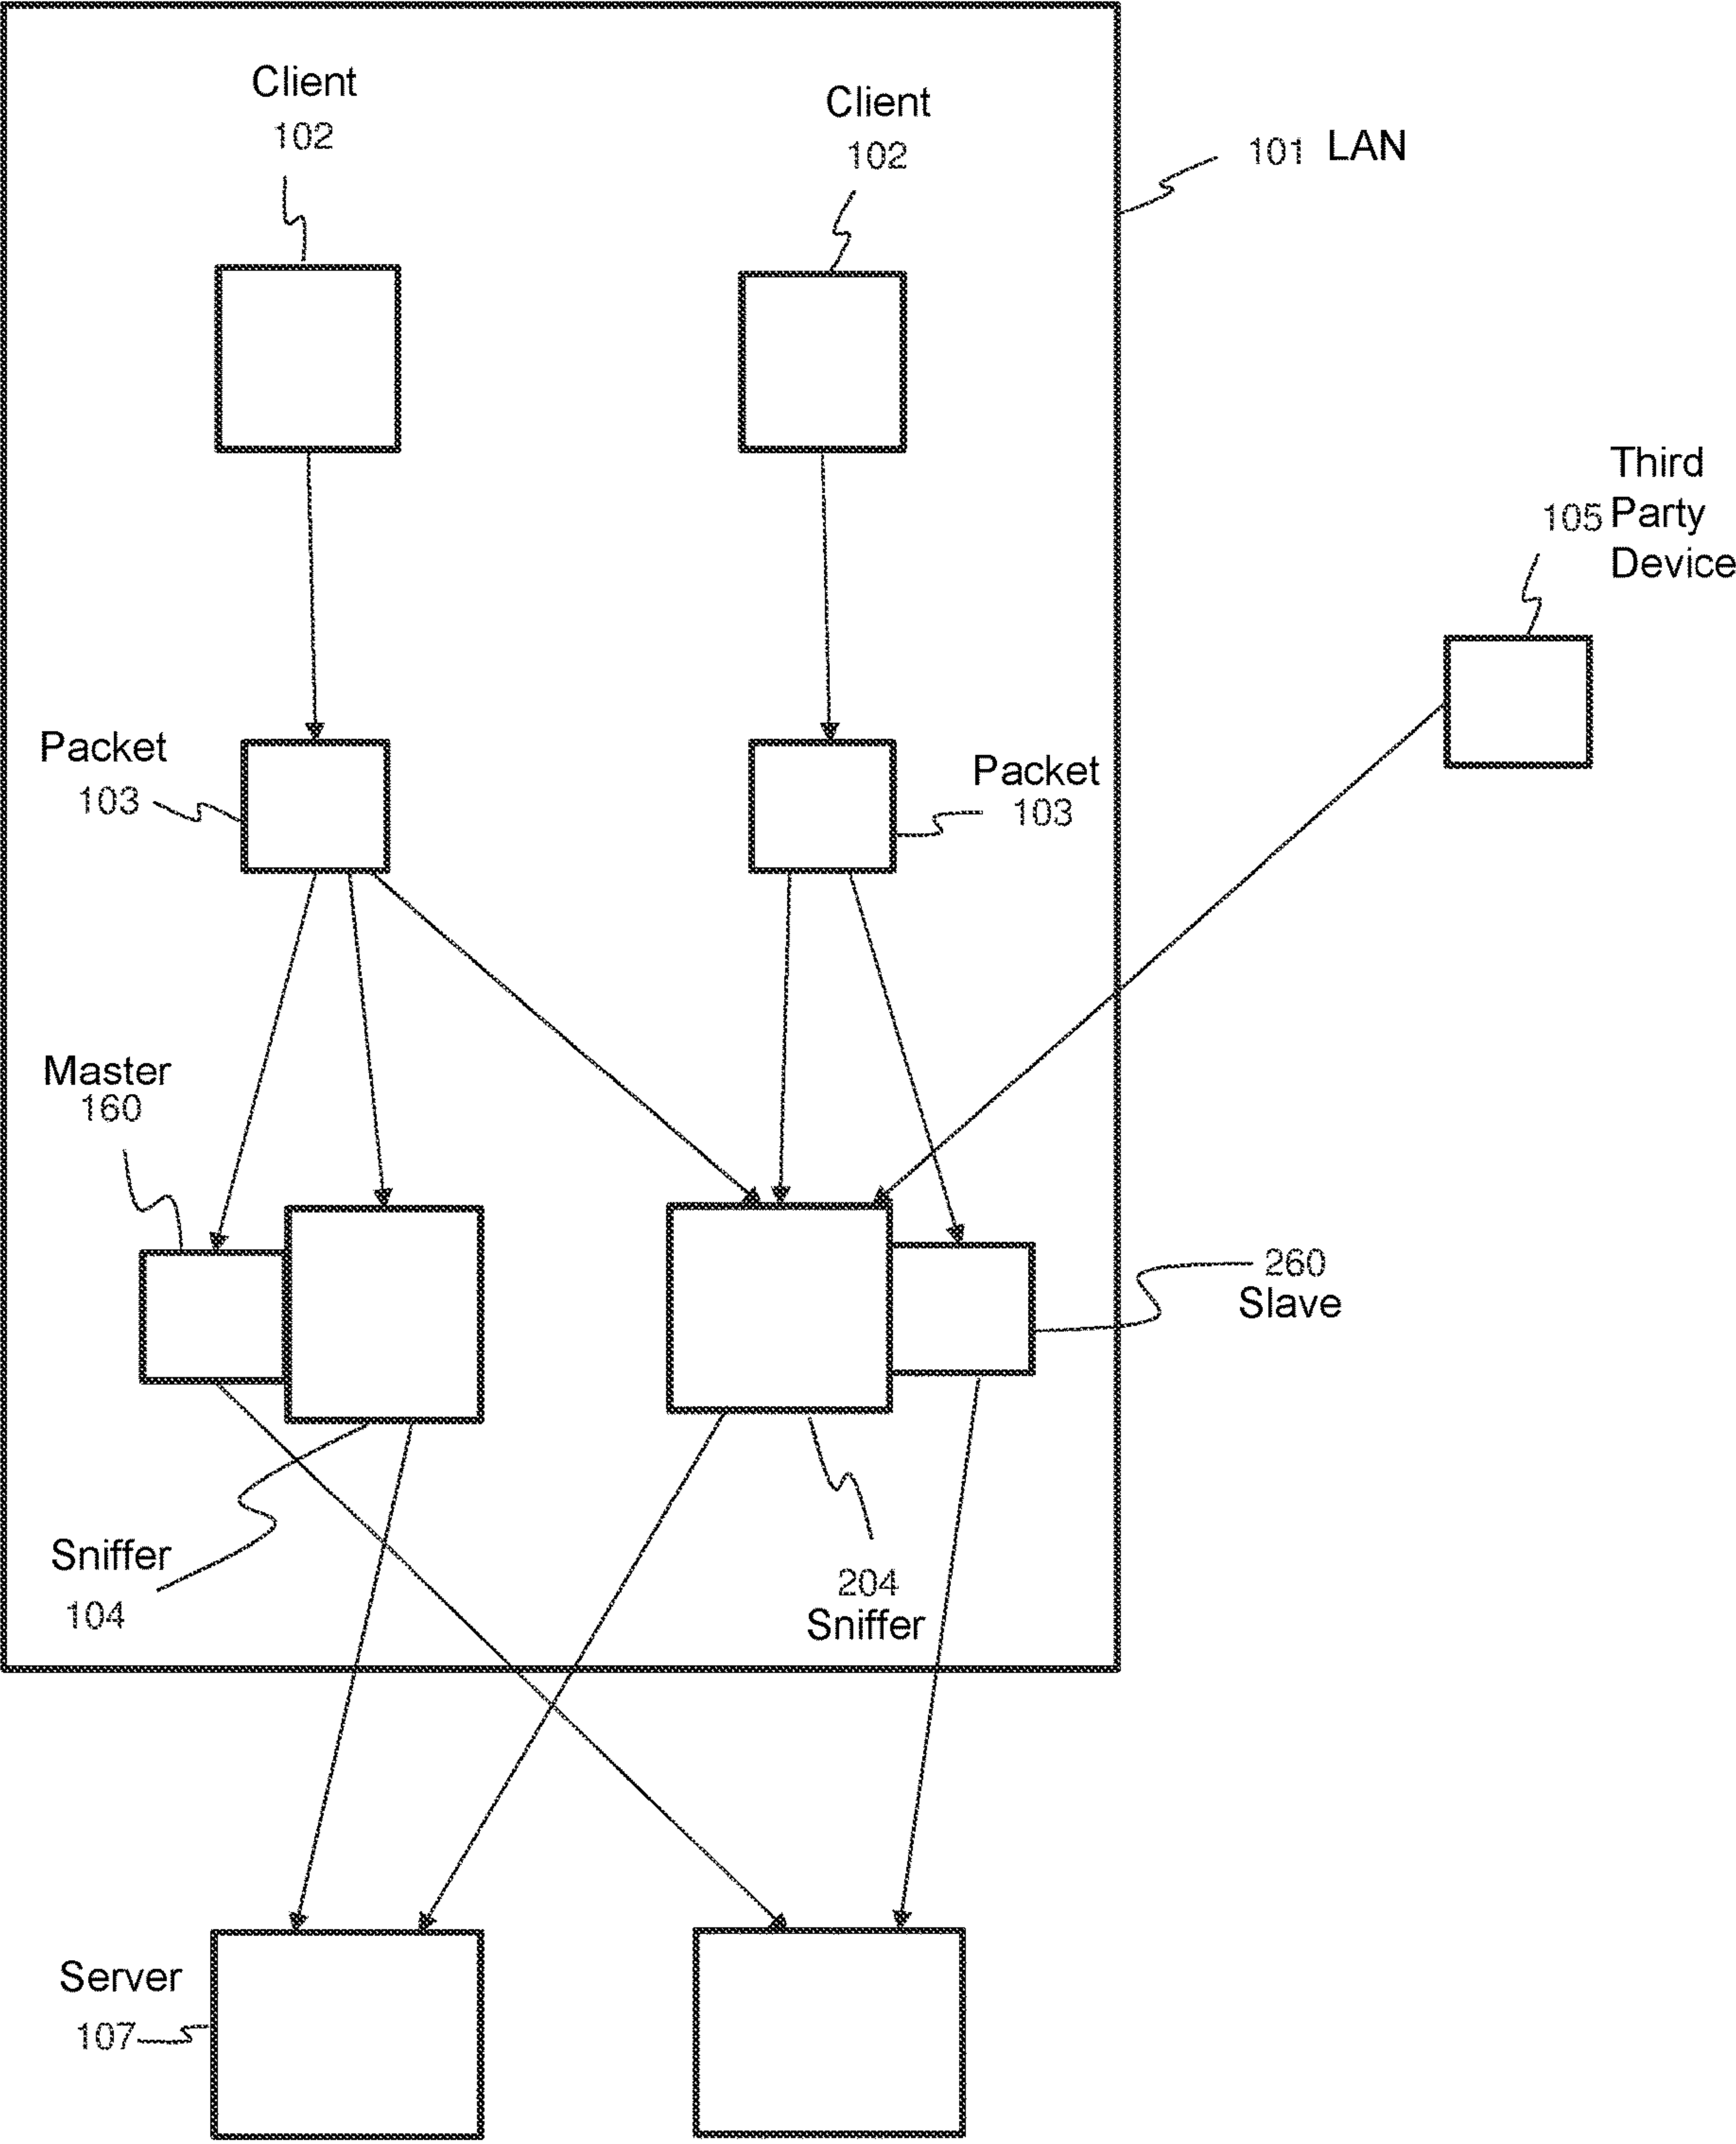 Client
102
Client
102
101 LAN
Third
105 Party
Device
Packet
103
Packet
103
Master
160
260
Slave
Sniffer
104
204
Sniffer
Server
107